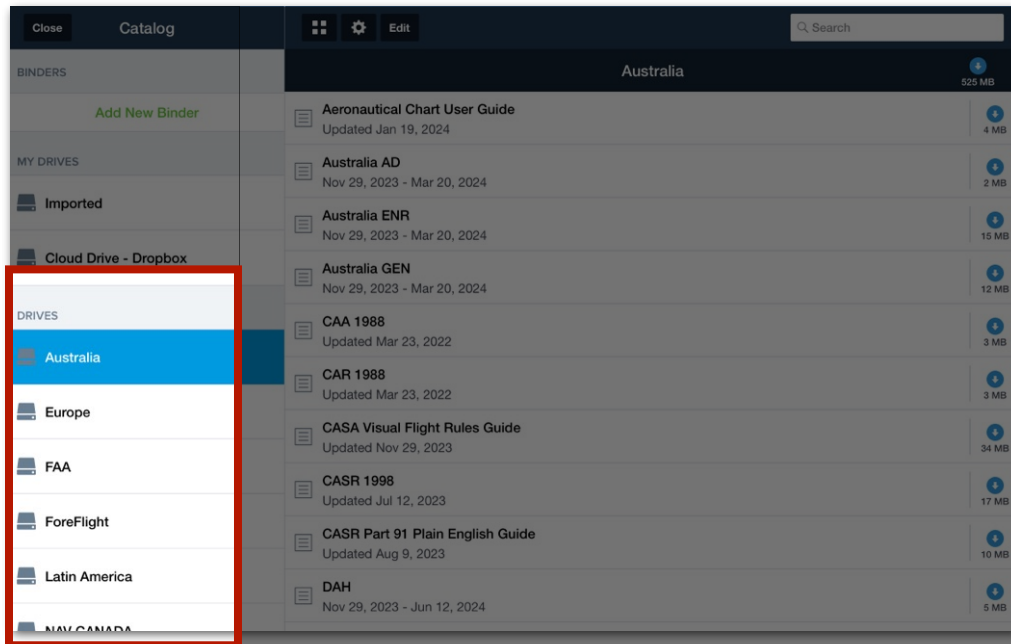 Close
Catalog
Edit
Search
BINDERS
Add New Binder
MY DRIVES
Imported
Cloud Drive - Dropbox
DRIVES
Australia
Europe
FAA
ForeFlight
Latin America
NAV CANADA
Australia
525 MB
Aeronautical Chart User Guide
Updated Jan 19, 2024
4 MB
Australia AD
Nov 29, 2023 - Mar 20, 2024
2 MB
Australia ENR
Nov 29, 2023 - Mar 20, 2024
15 MB
Australia GEN
Nov 29, 2023 - Mar 20, 2024
12 MB
CAA 1988
Updated Mar 23, 2022
3 MB
CAR 1988
Updated Mar 23, 2022
3 MB
CASA Visual Flight Rules Guide
Updated Nov 29, 2023
34 MB
CASR 1998
Updated Jul 12, 2023
17 MB
CASR Part 91 Plain English Guide
Updated Aug 9, 2023
10 MB
DAH
Nov 29, 2023 - Jun 12, 2024
5 MB